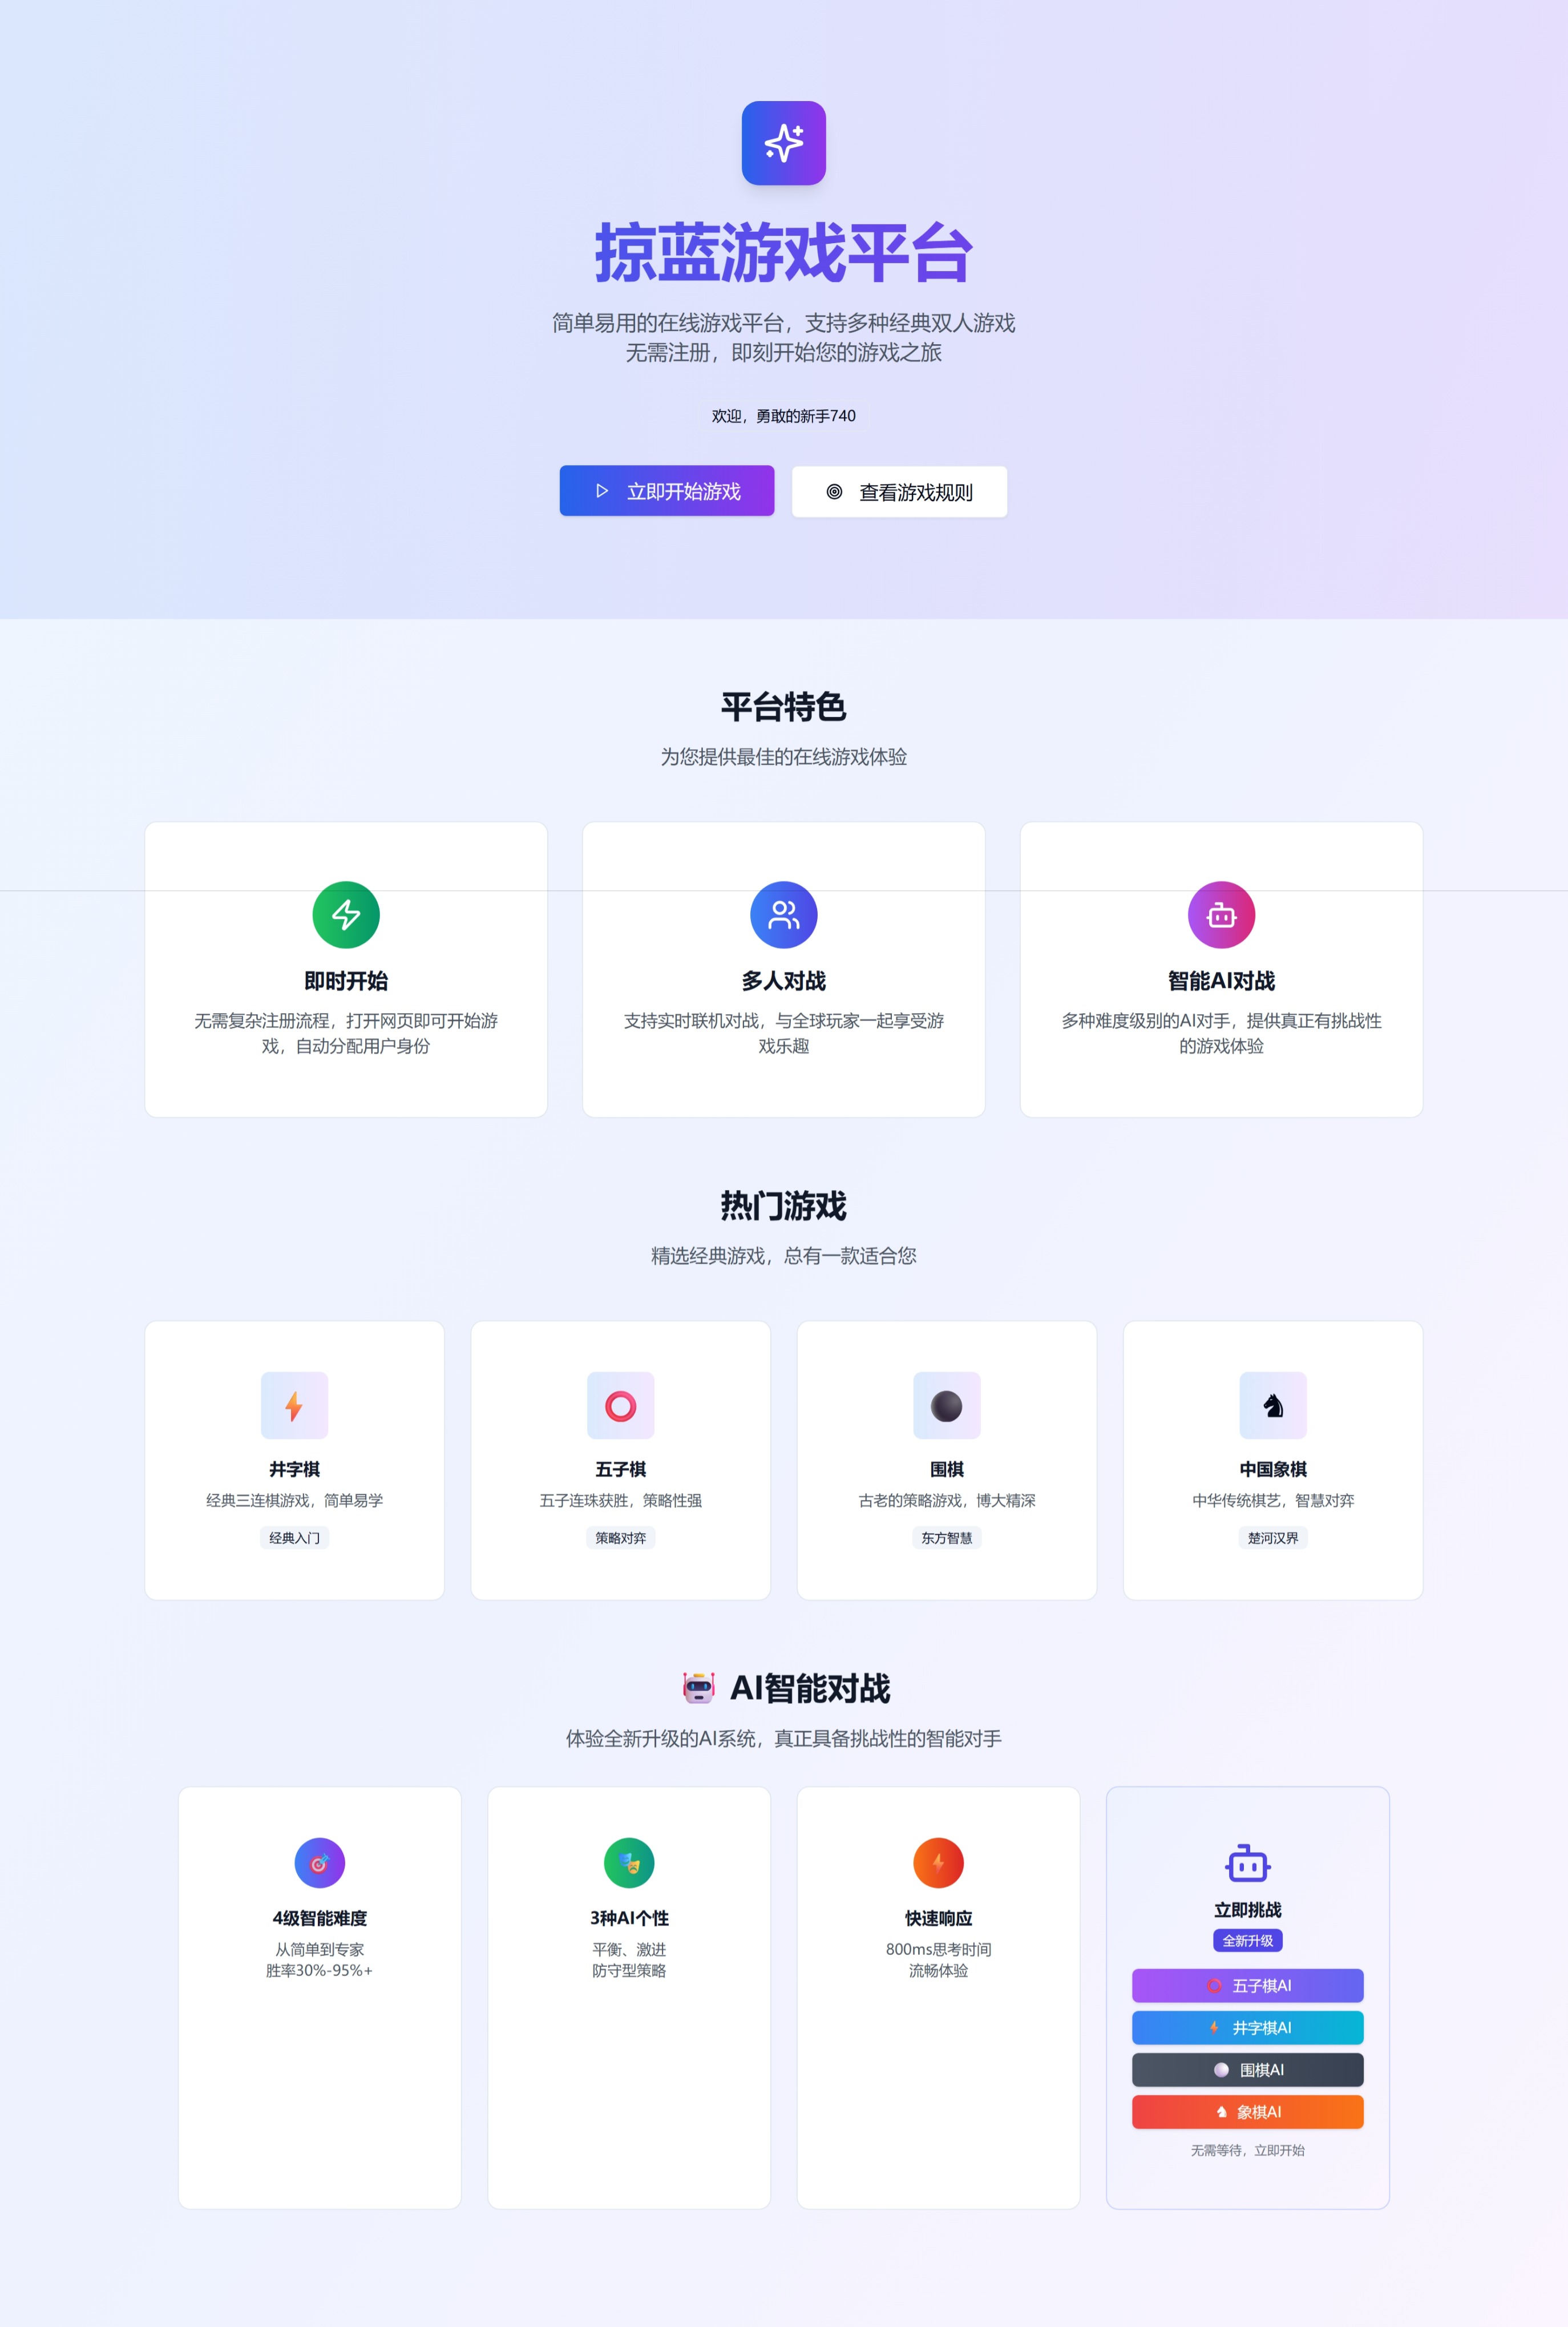 掠蓝游戏平台
简单易用的在线游戏平台，支持多种经典双人游戏
无需注册，即刻开始您的游戏之旅
欢迎，勇敢的新手740
立即开始游戏
查看游戏规则
平台特色
为您提供最佳的在线游戏体验
即时开始
无需复杂注册流程，打开网页即可开始游
戏，自动分配用户身份
多人对战
支持实时联机对战，与全球玩家一起享受游
戏乐趣
智能AI对战
多种难度级别的AI对手，提供真正有挑战性
的游戏体验
热门游戏
精选经典游戏，总有一款适合您
井字棋
经典三连棋游戏，简单易学
经典入门
五子棋
五子连珠获胜，策略性强
策略对弈
围棋
古老的策略游戏，博大精深
东方智慧
中国象棋
中华传统棋艺，智慧对弈
楚河汉界
AI智能对战
体验全新升级的AI系统，真正具备挑战性的智能对手
4级智能难度
从简单到专家
胜率30%-95%+
3种AI个性
平衡、激进
防守型策略
快速响应
800ms思考时间
流畅体验
立即挑战
全新升级
五子棋AI
井字棋AI
围棋AI
象棋AI
无需等待，立即开始